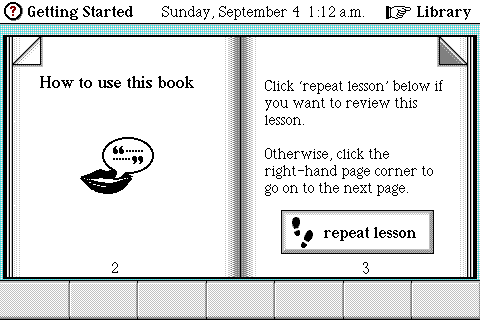 Getting Started Sunday, September 4 1:12 a.m. Library
How to use this book
“ ...... ......”
2
Click ‘repeat lesson’ below if
you want to review this
lesson.
Otherwise, click the
right-hand page corner to
go on to the next page.
repeat lesson
3